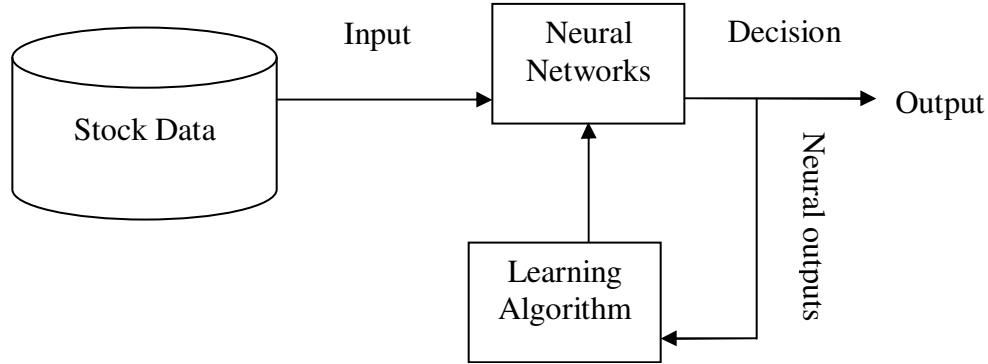 Input
Neural
Networks
Decision
Stock Data
Output
Neural outputs
Learning
Algorithm